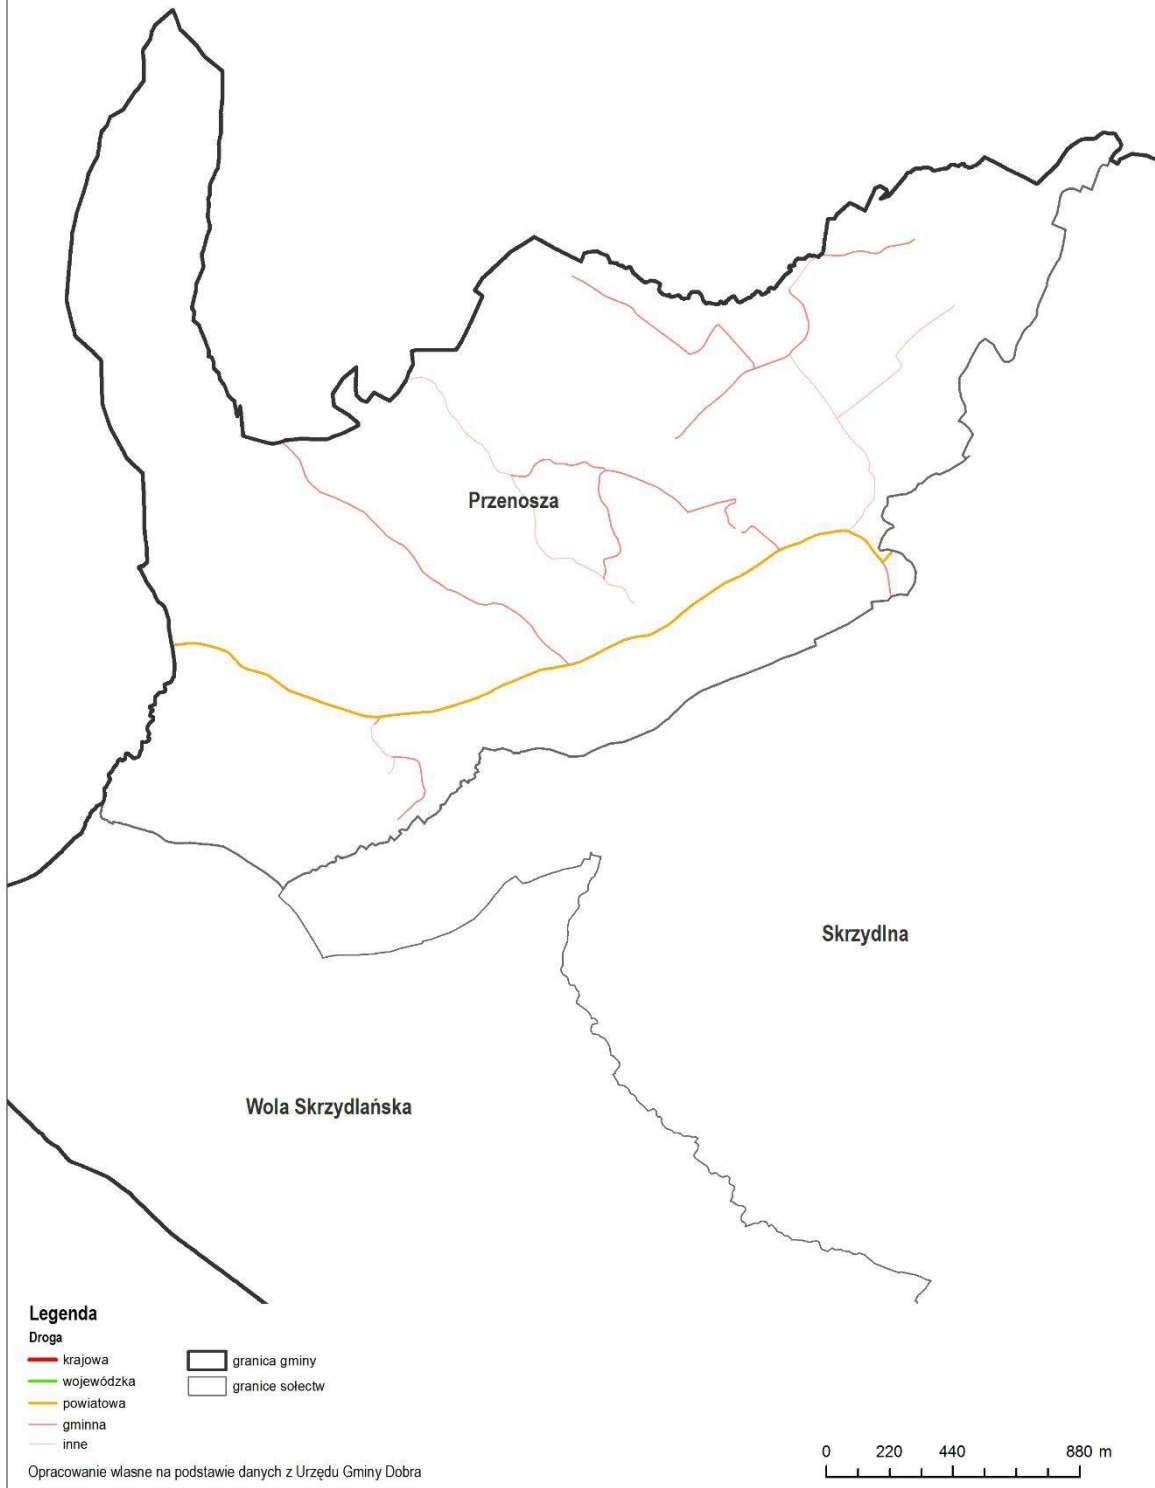 Przenosza
Skrzydlna
Wola Skrzydlańska
Legenda
Droga
krajowa
wojewódzka
powiatowa
gminna
inne
granica gminy
granice sołectw
0 220 440 880 m
Opracowanie wlasne na podstawie danych z Urzędu Gminy Dobra